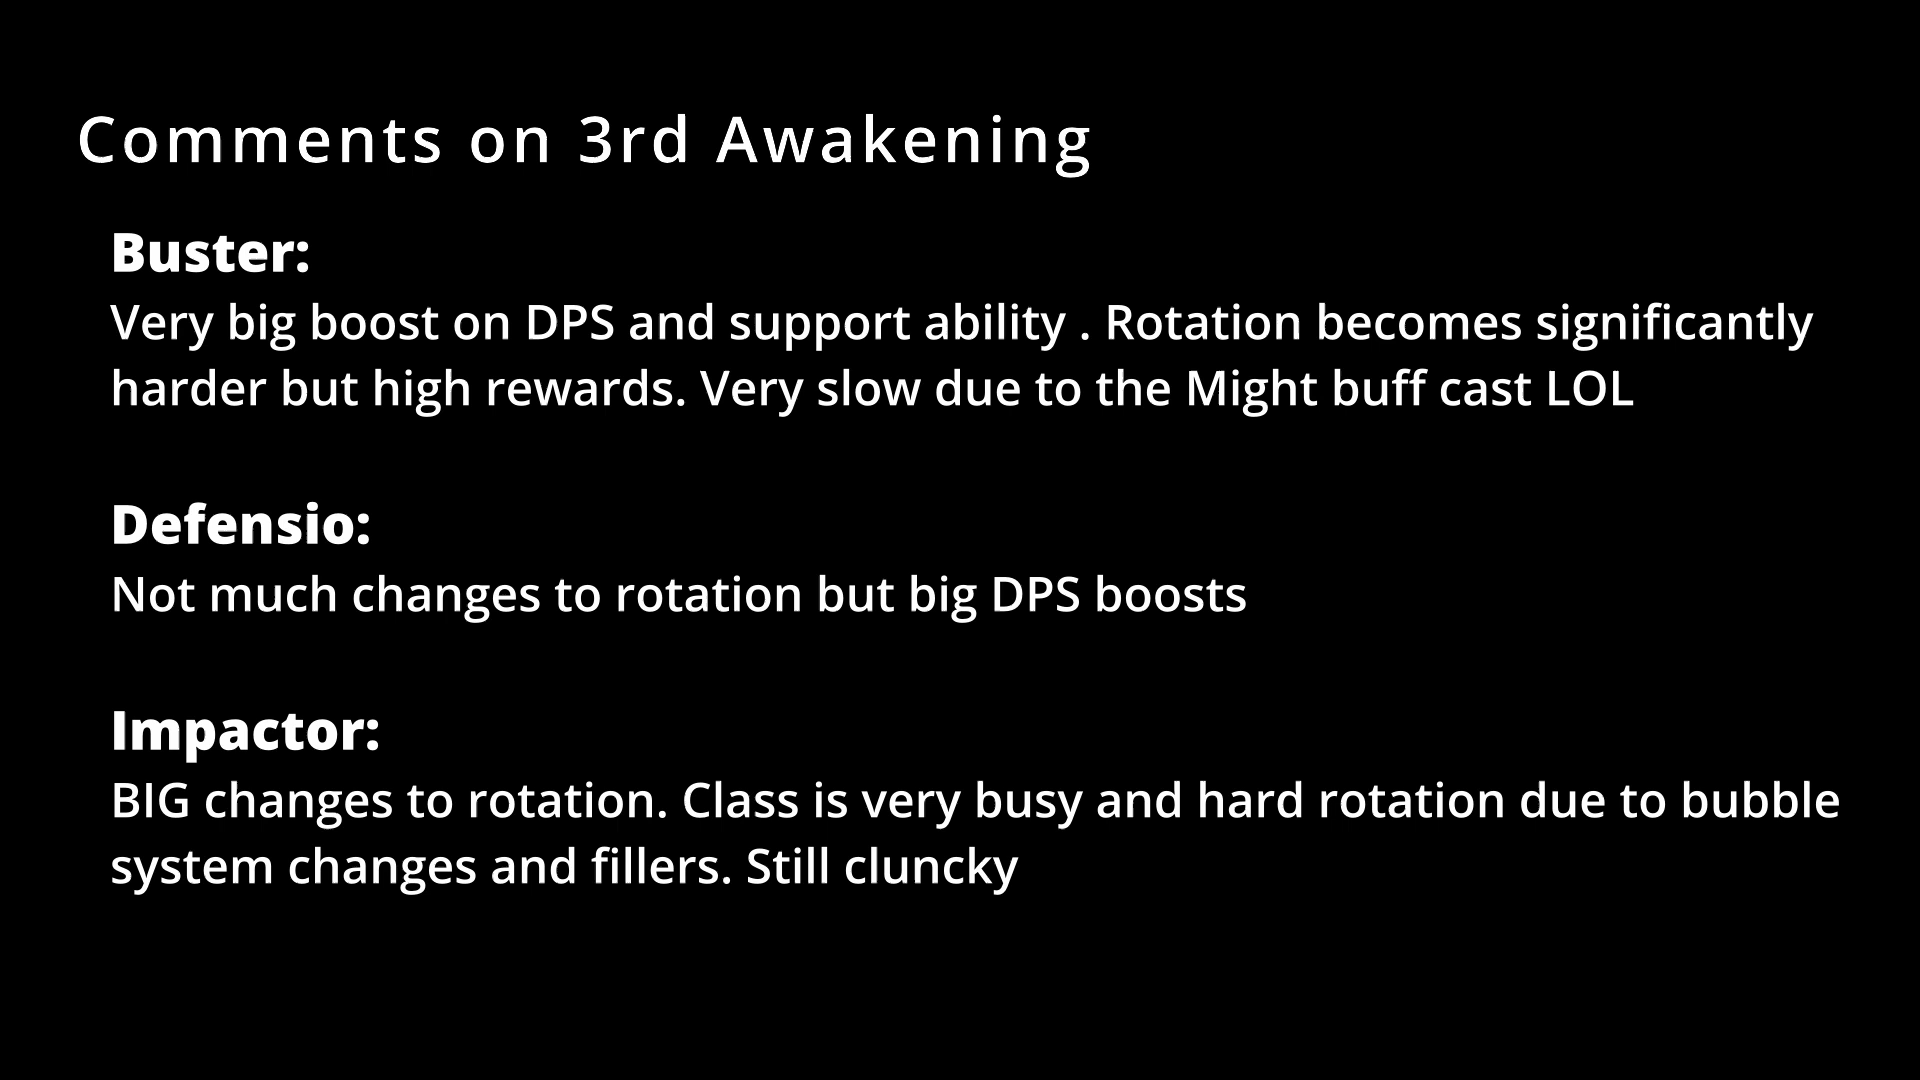 Comments on 3rd Awakening
Buster:
Very big boost on DPS and support ability . Rotation becomes significantly
harder but high rewards. Very slow due to the Might buff cast LOL
Defensio:
Not much changes to rotation but big DPS boosts
Impactor:
BIG changes to rotation. Class is very busy and hard rotation due to bubble
system changes and fillers. Still cluncky